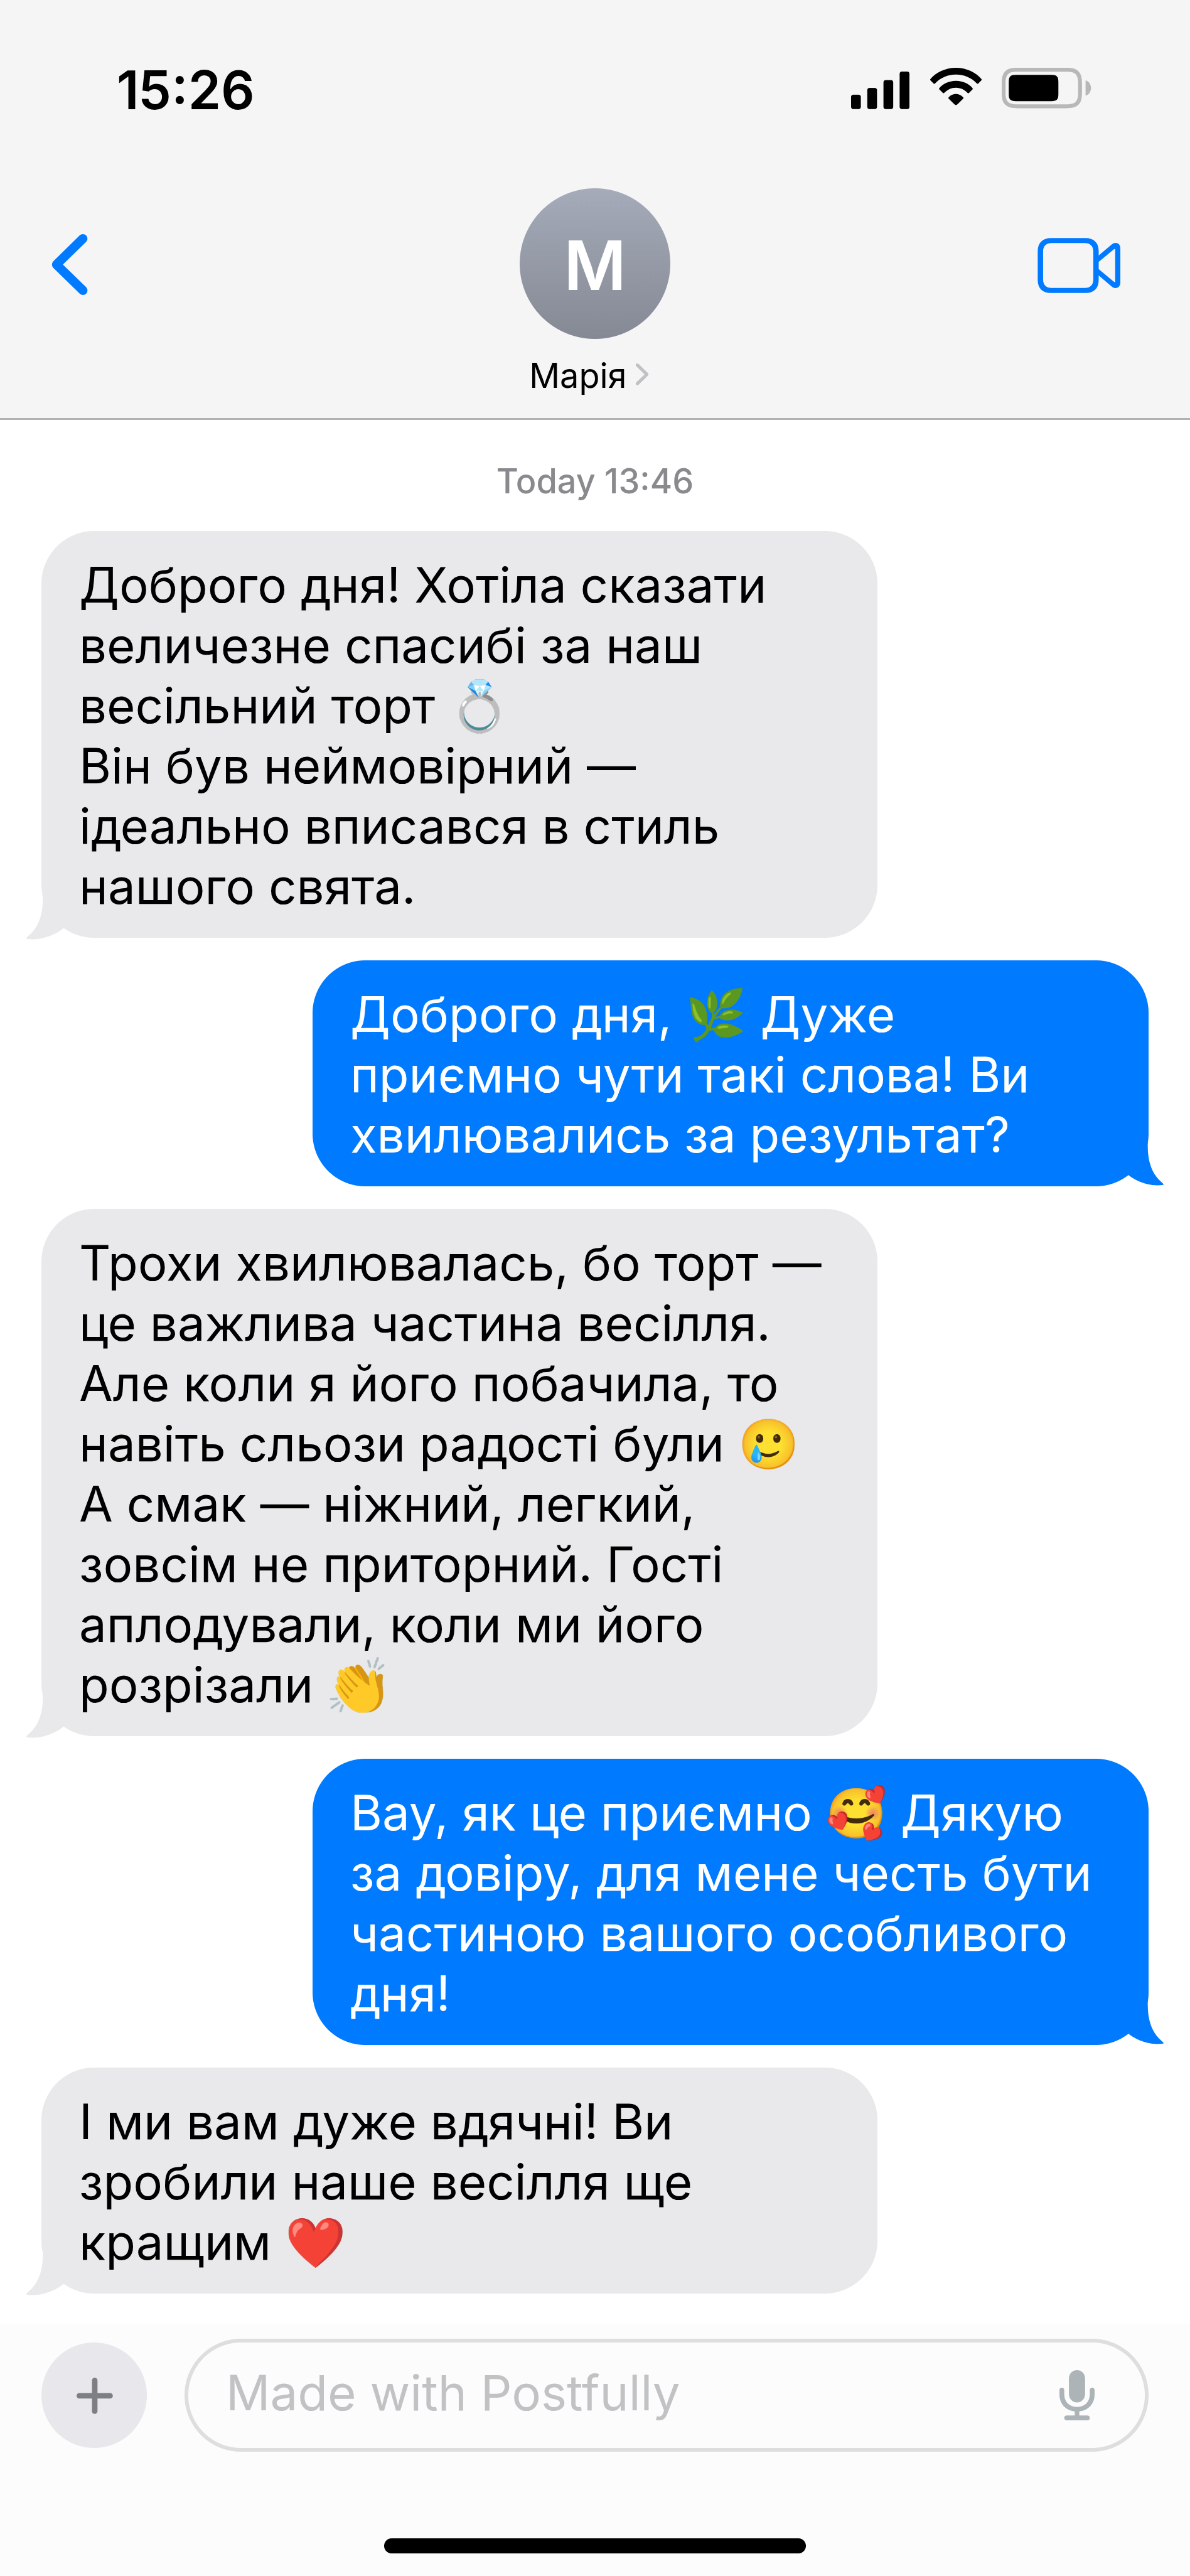 15:26
M
Марія
Today 13:46
Доброго дня! Хотіла сказати
величезне спасибі за наш
весільний торт 💍
Він був неймовірний —
ідеально вписався в стиль
нашого свята.
Доброго дня, 🌿 Дуже
приємно чути такі слова! Ви
хвилювались за результат?
Трохи хвилювалась, бо торт —
це важлива частина весілля.
Але коли я його побачила, то
навіть сльози радості були 🥲
А смак — ніжний, легкий,
зовсім не приторний. Гості
аплодували, коли ми його
розрізали 👏
Вау, як це приємно 🥰 Дякую
за довіру, для мене честь бути
частиною вашого особливого
дня!
І ми вам дуже вдячні! Ви
зробили наше весілля ще
кращим ❤️
Made with Postfully